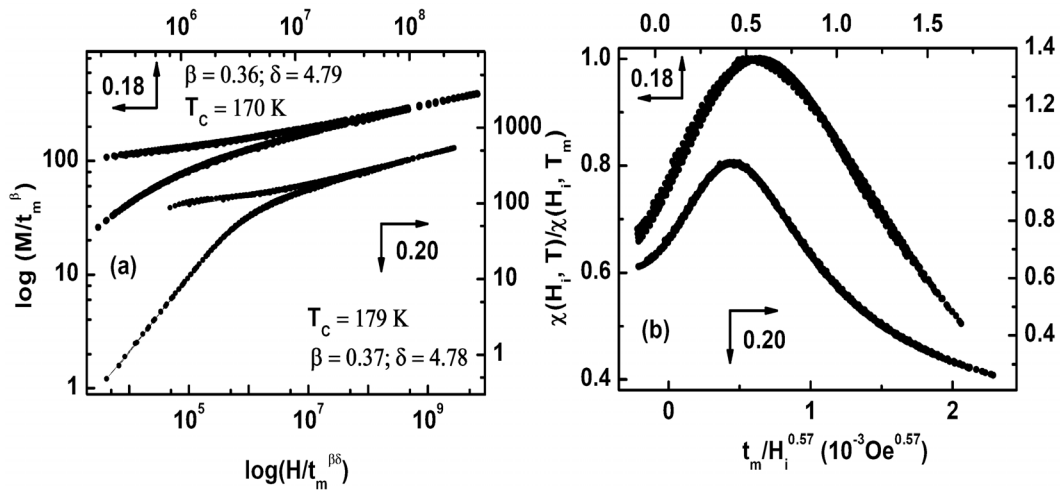 10^6 10^7 10^8
0.18
β = 0.36; δ = 4.79
T_C = 170 K
100
10
1
log (M/t_m^β)
1000
100
10
1
(a)
0.20
T_C = 179 K
β = 0.37; δ = 4.78
10^5 10^7 10^9
log(H/t_m^βδ)
0.0 0.5 1.0 1.5
1.0
0.8
0.6
0.4
χ(H_i, T)/χ(H_i, T_m)
0.18
1.4
1.2
1.0
0.8
0.6
0.4
(b)
0.20
0 1 2
t_m/H_i^0.57 (10^-3Oe^0.57)